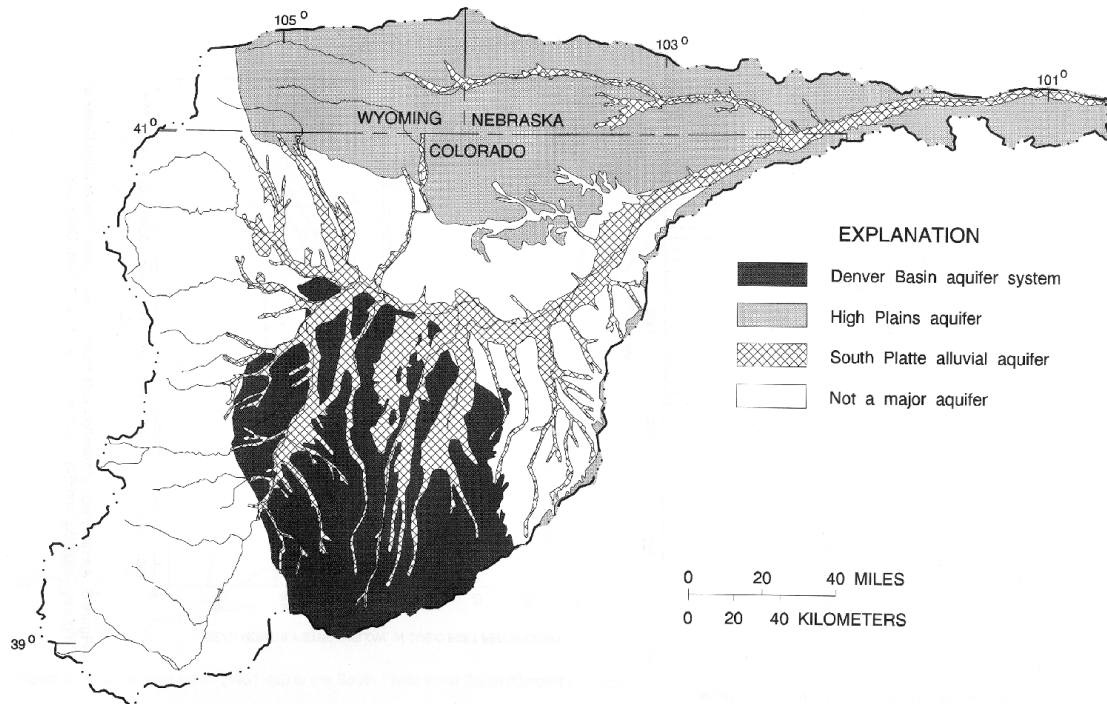 105°
103°
101°
WYOMING NEBRASKA
41°
COLORADO
EXPLANATION
Denver Basin aquifer system
High Plains aquifer
South Platte alluvial aquifer
Not a major aquifer
0 20 40 MILES
0 20 40 KILOMETERS
39°